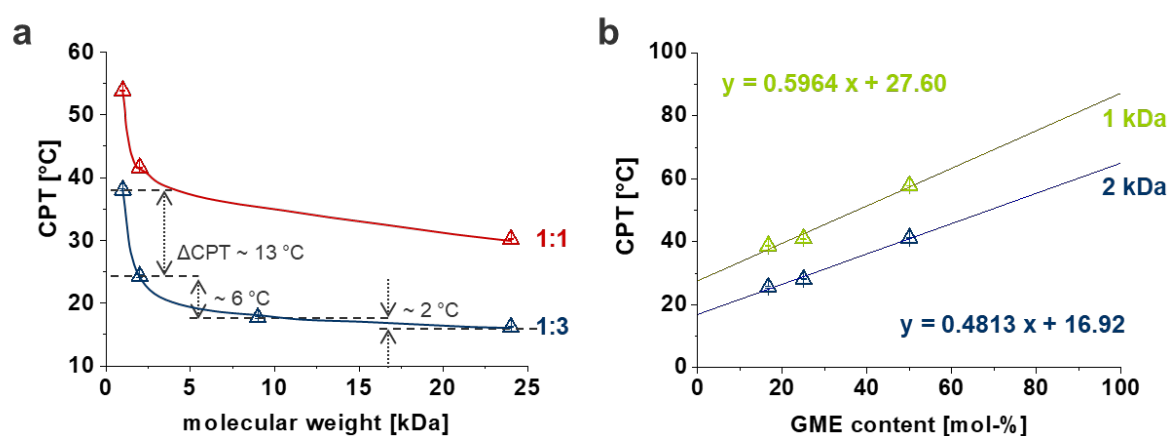 a
60
50
40
30
20
10
CPT [°C]
0
5
10
15
20
25
molecular weight [kDa]
1:1
1:3
ΔCPT ~ 13 °C
~ 6 °C
~ 2 °C
b
100
80
60
40
20
0
CPT [°C]
0
20
40
60
80
100
GME content [mol-%]
y = 0.5964 x + 27.60
1 kDa
2 kDa
y = 0.4813 x + 16.92